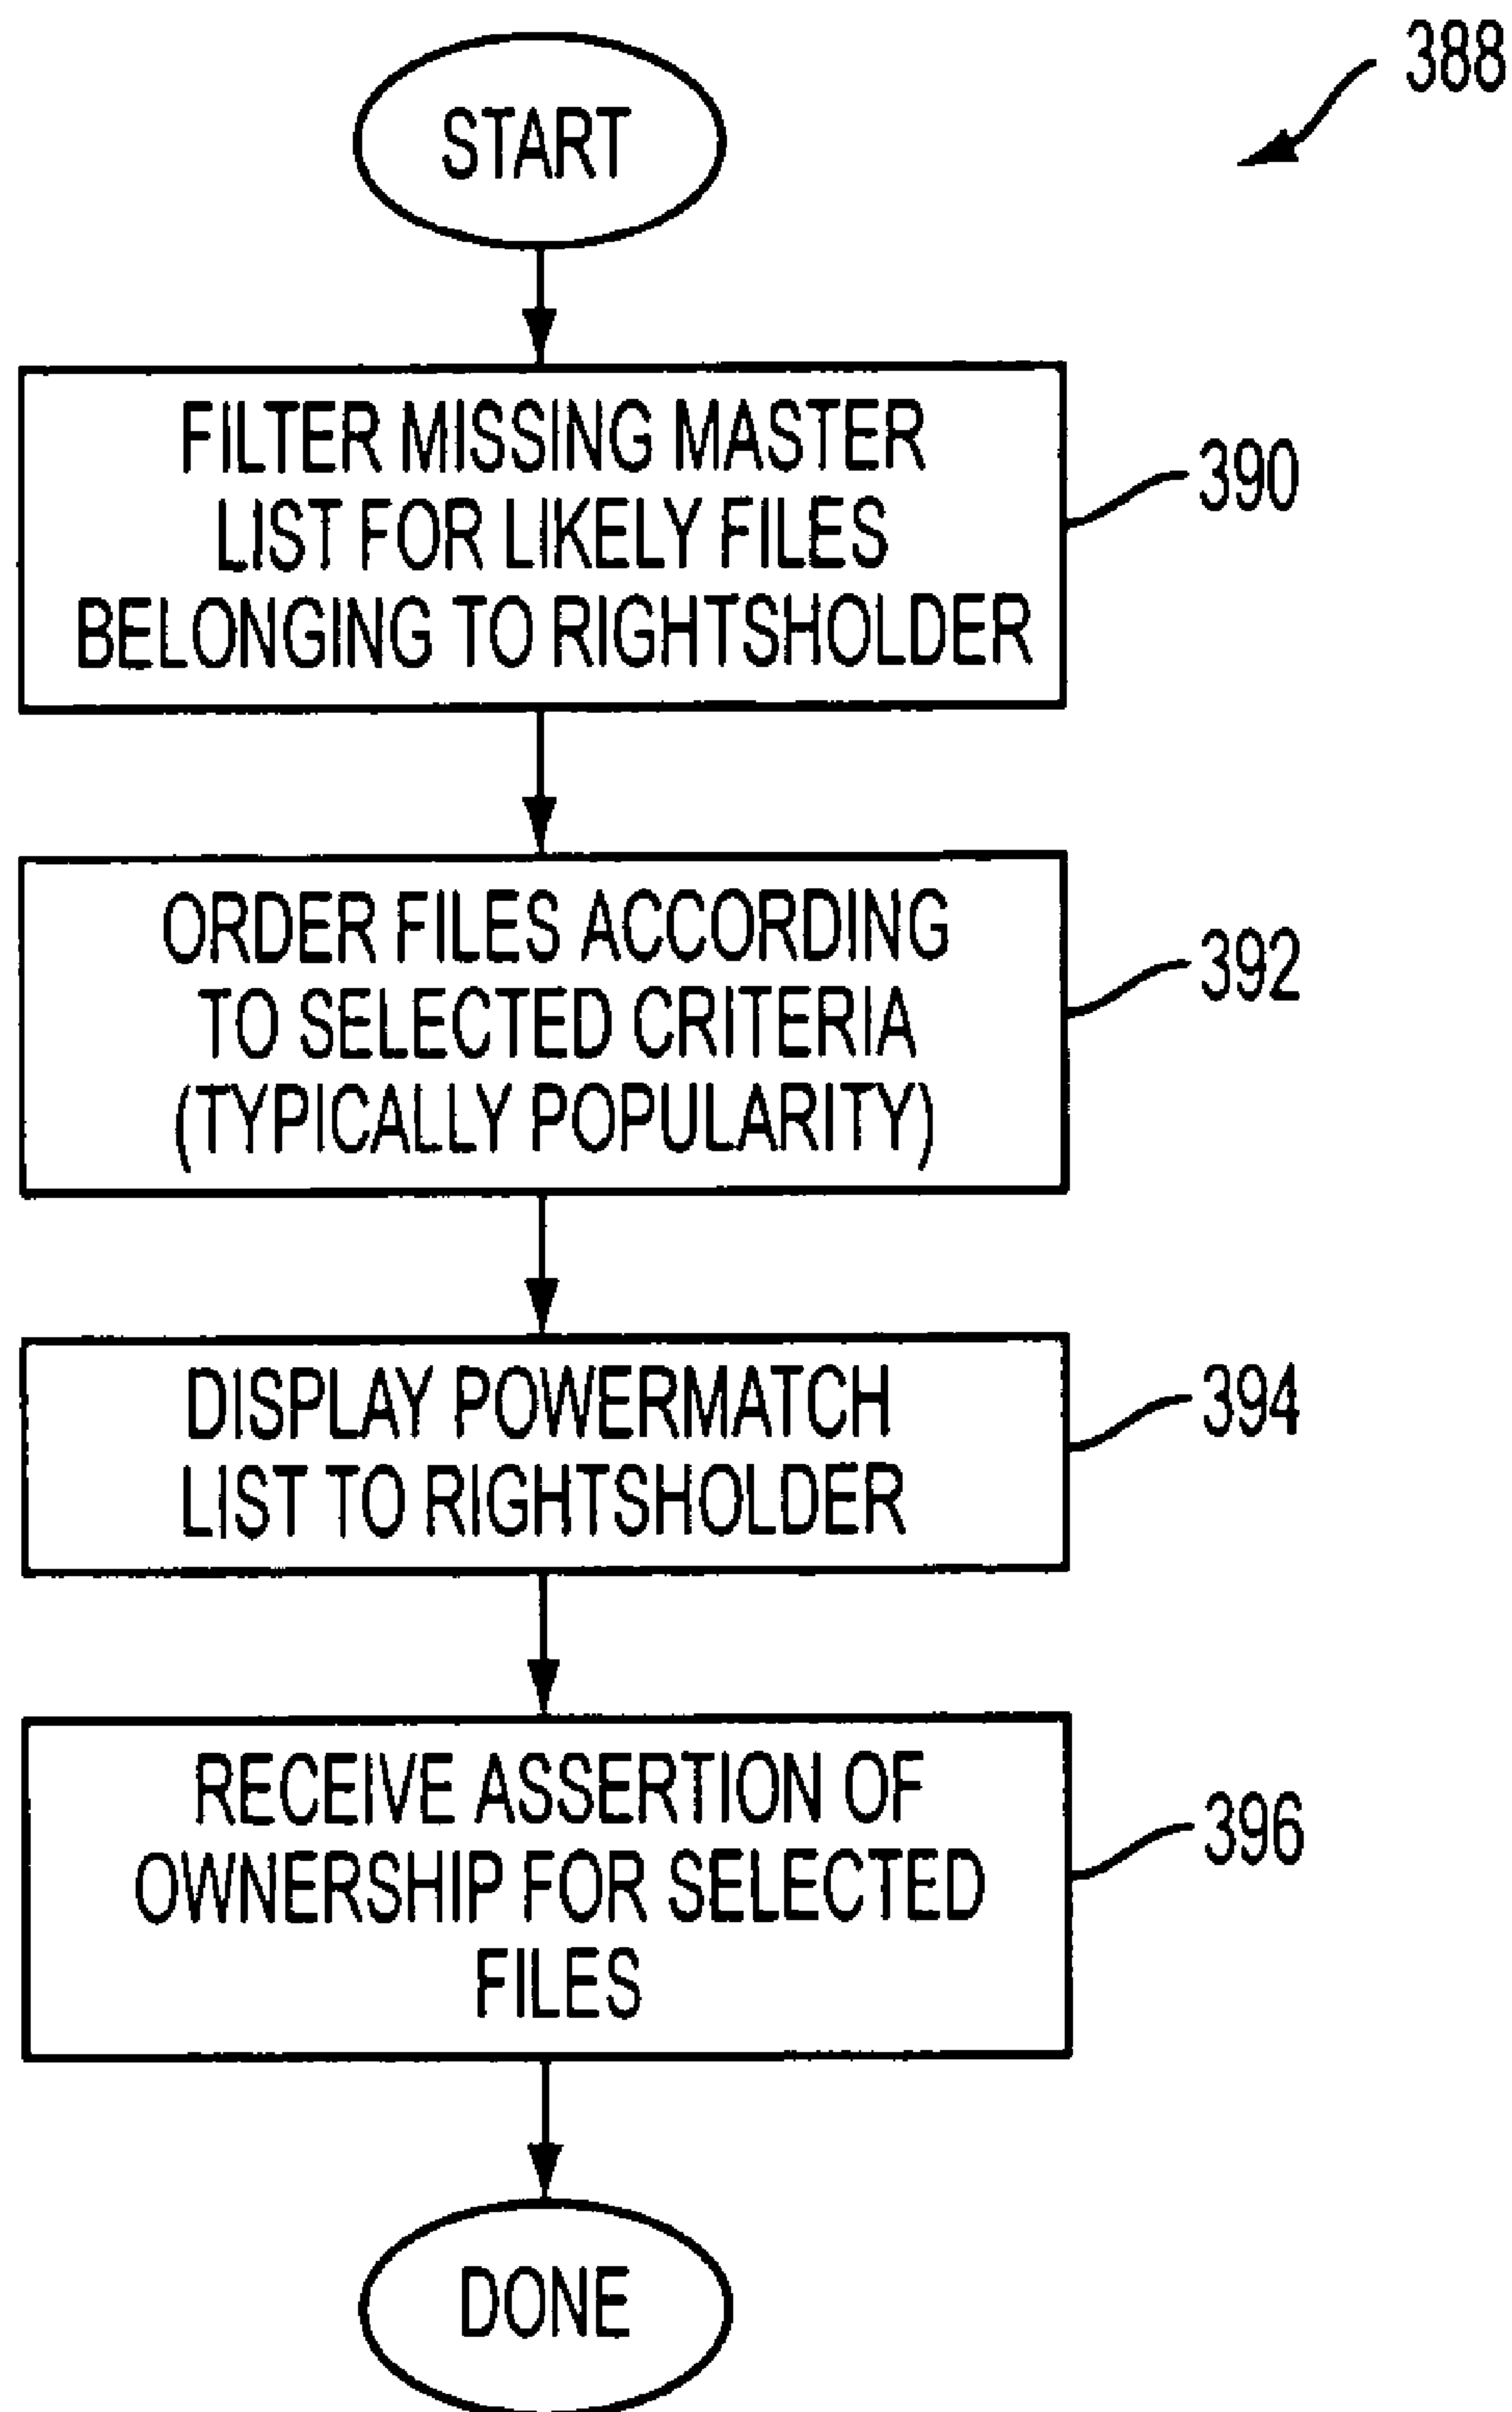 388
START
FILTER MISSING MASTER
LIST FOR LIKELY FILES
BELONGING TO RIGHTSHOLDER
390
ORDER FILES ACCORDING
TO SELECTED CRITERIA
(TYPICALLY POPULARITY)
392
DISPLAY POWERMATCH
LIST TO RIGHTSHOLDER
394
RECEIVE ASSERTION OF
OWNERSHIP FOR SELECTED
FILES
396
DONE